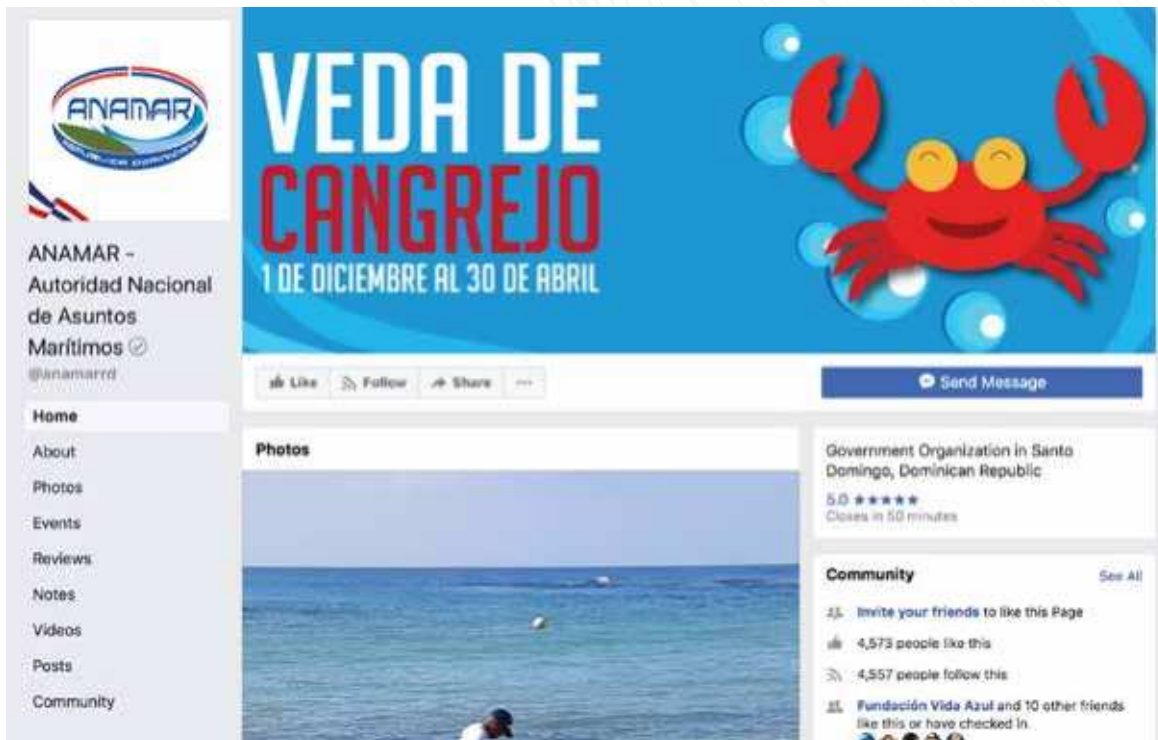 ANAMAR
REPUBLICA DOMINICANA
ANAMAR -
Autoridad Nacional
de Asuntos
Marítimos
@anamarrd
Home
About
Photos
Events
Reviews
Notes
Videos
Posts
Community
VEDA DE
CANGREJO
1 DE DICIEMBRE AL 30 DE ABRIL
Like Follow Share ...
Send Message
Photos
Government Organization in Santo
Domingo, Dominican Republic
5.0 ★★★★★
Closes in 50 minutes
Community See All
Invite your friends to like this Page
4,573 people like this
4,557 people follow this
Fundación Vida Azul and 10 other friends
like this or have checked in